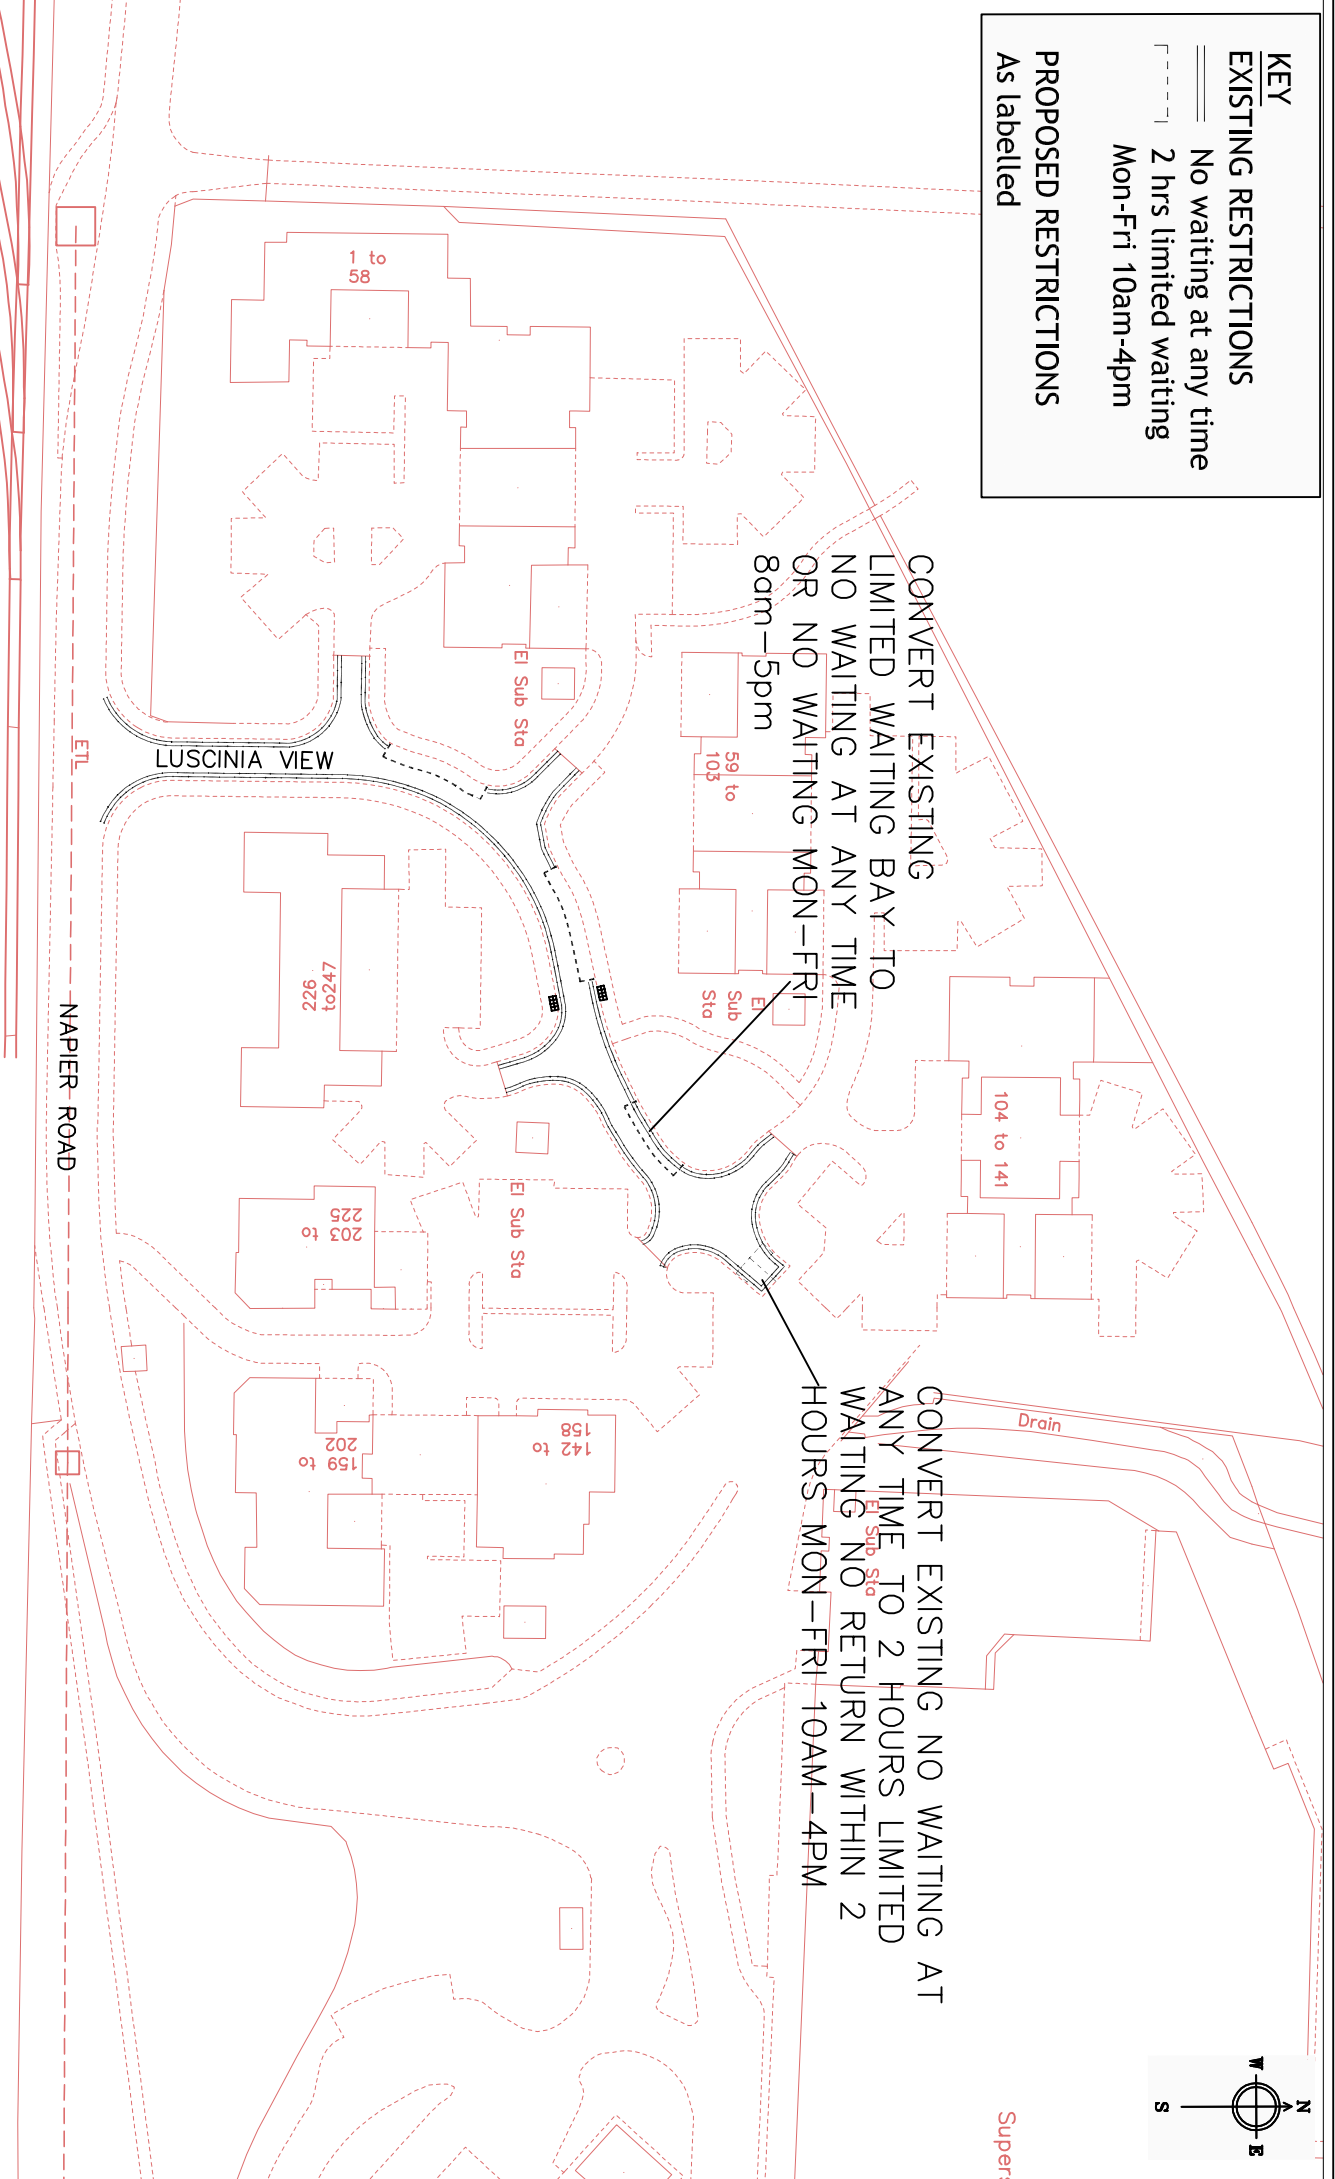 KEY
EXISTING RESTRICTIONS
No waiting at any time
2 hrs limited waiting
Mon-Fri 10am-4pm
PROPOSED RESTRICTIONS
As labelled
CONVERT EXISTING
LIMITED WAITING BAY TO
NO WAITING AT ANY TIME
OR NO WAITING MON-FRI
8am-5pm
CONVERT EXISTING NO WAITING AT
ANY TIME TO 2 HOURS LIMITED
WAITING NO RETURN WITHIN 2
HOURS MON-FRI 10AM-4PM
1 to
58
El Sub Sta
59 to
103
El
Sub
Sta
104 to 141
Drain
El Sub Sta
LUSCINIA VIEW
ETL
NAPIER ROAD
226
to247
El Sub Sta
203 to
225
142 to
158
159 to
202
N
W
E
S